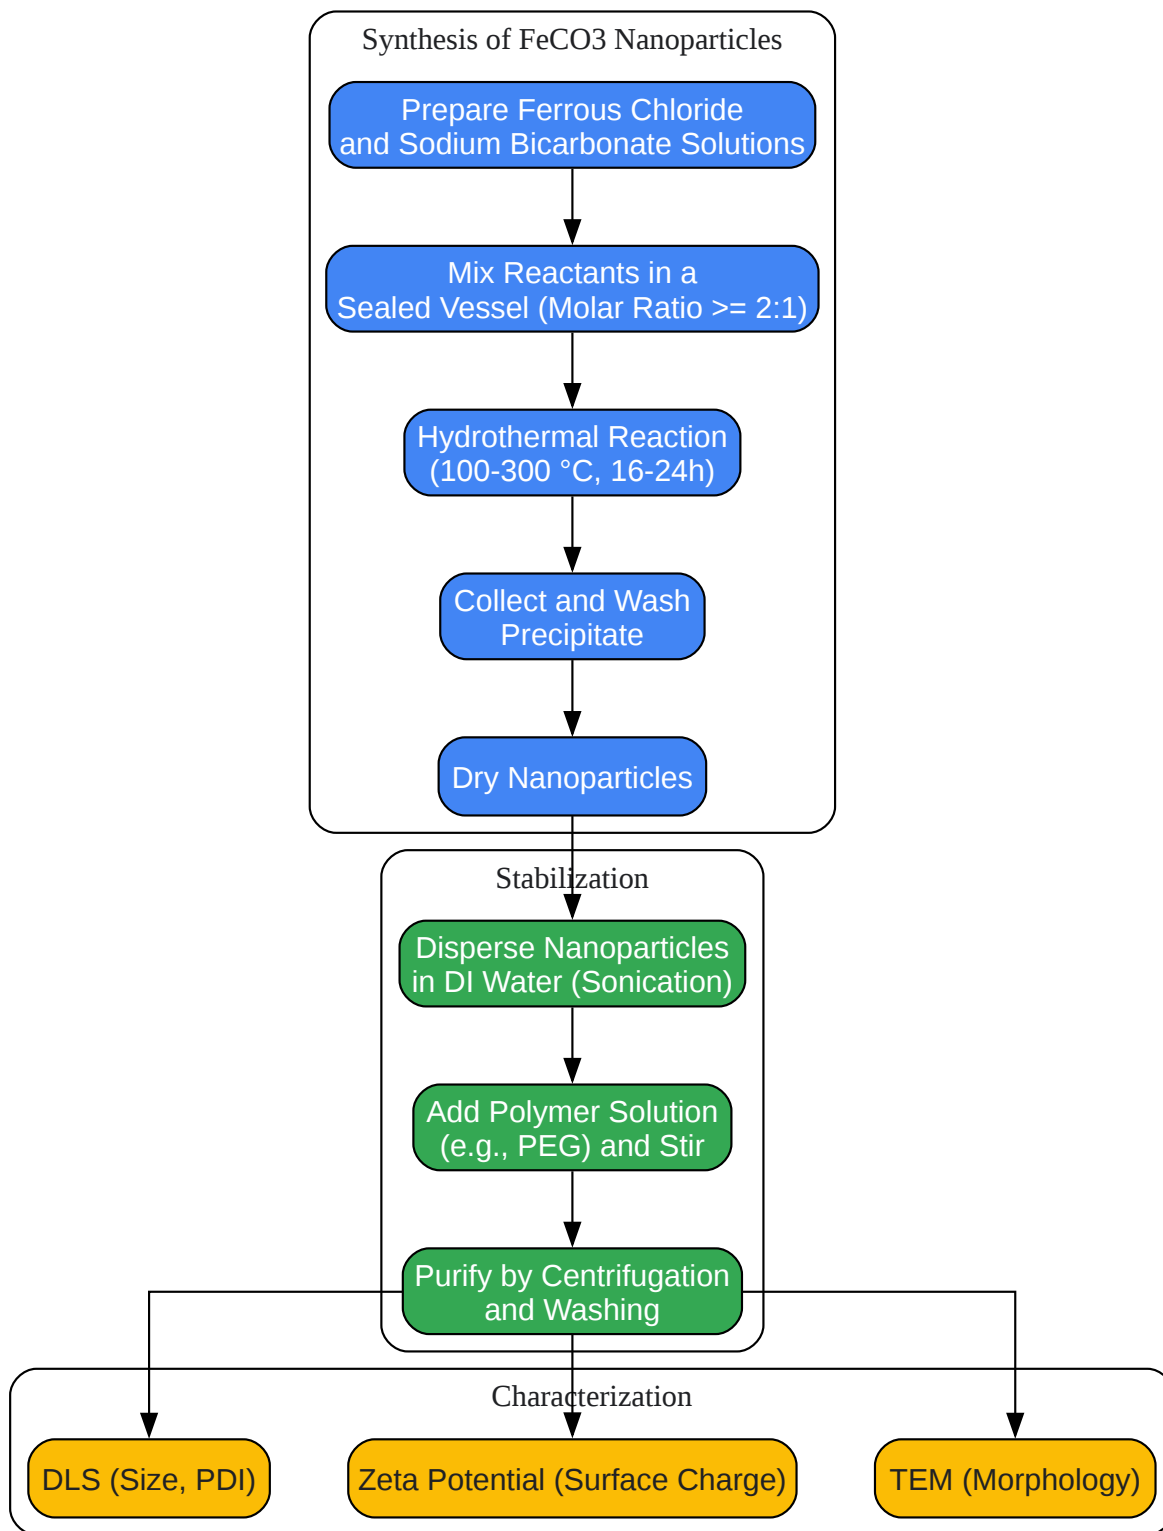 Synthesis of FeCO3 Nanoparticles
Prepare Ferrous Chloride
and Sodium Bicarbonate Solutions
Mix Reactants in a
Sealed Vessel (Molar Ratio >= 2:1)
Hydrothermal Reaction
(100-300 °C, 16-24h)
Collect and Wash
Precipitate
Dry Nanoparticles
Stabilization
Disperse Nanoparticles
in DI Water (Sonication)
Add Polymer Solution
(e.g., PEG) and Stir
Purify by Centrifugation
and Washing
Characterization
DLS (Size, PDI)
Zeta Potential (Surface Charge)
TEM (Morphology)